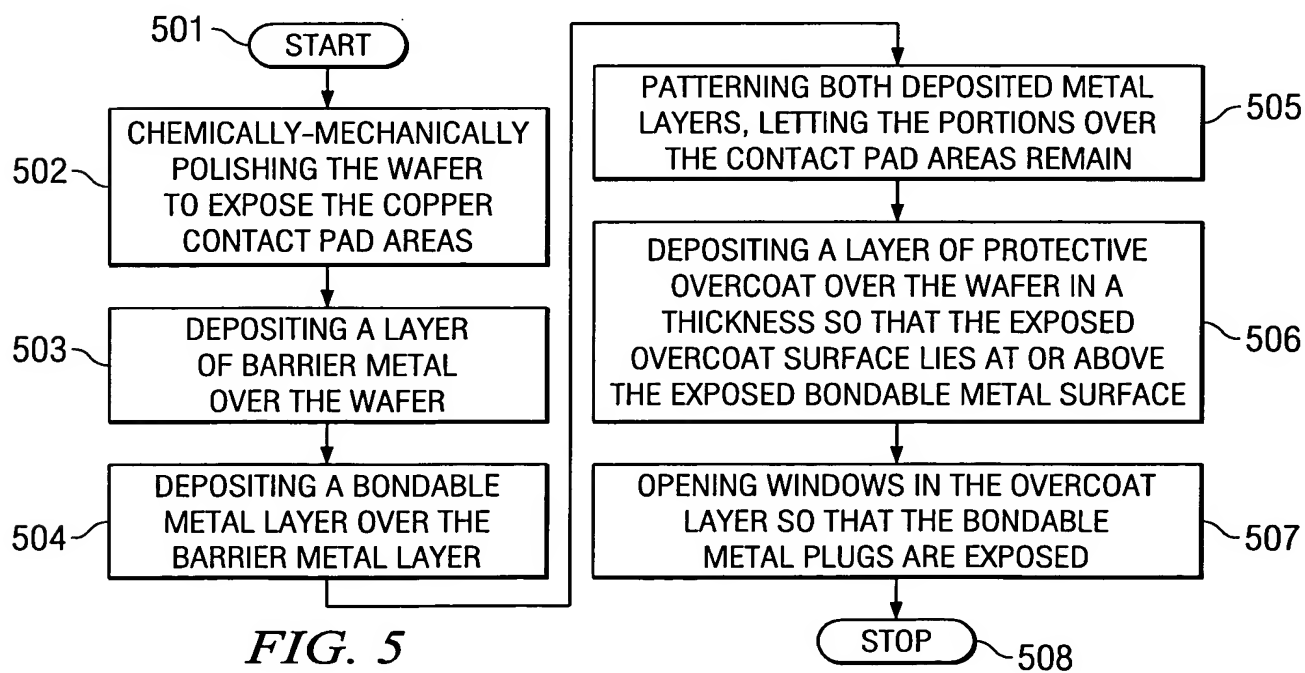 501
START
502
CHEMICALLY-MECHANICALLY
POLISHING THE WAFER
TO EXPOSE THE COPPER
CONTACT PAD AREAS
503
DEPOSITING A LAYER
OF BARRIER METAL
OVER THE WAFER
504
DEPOSITING A BONDABLE
METAL LAYER OVER THE
BARRIER METAL LAYER
PATTERNING BOTH DEPOSITED METAL
LAYERS, LETTING THE PORTIONS OVER
THE CONTACT PAD AREAS REMAIN
505
DEPOSITING A LAYER OF PROTECTIVE
OVERCOAT OVER THE WAFER IN A
THICKNESS SO THAT THE EXPOSED
OVERCOAT SURFACE LIES AT OR ABOVE
THE EXPOSED BONDABLE METAL SURFACE
506
OPENING WINDOWS IN THE OVERCOAT
LAYER SO THAT THE BONDABLE
METAL PLUGS ARE EXPOSED
507
STOP
508
FIG. 5